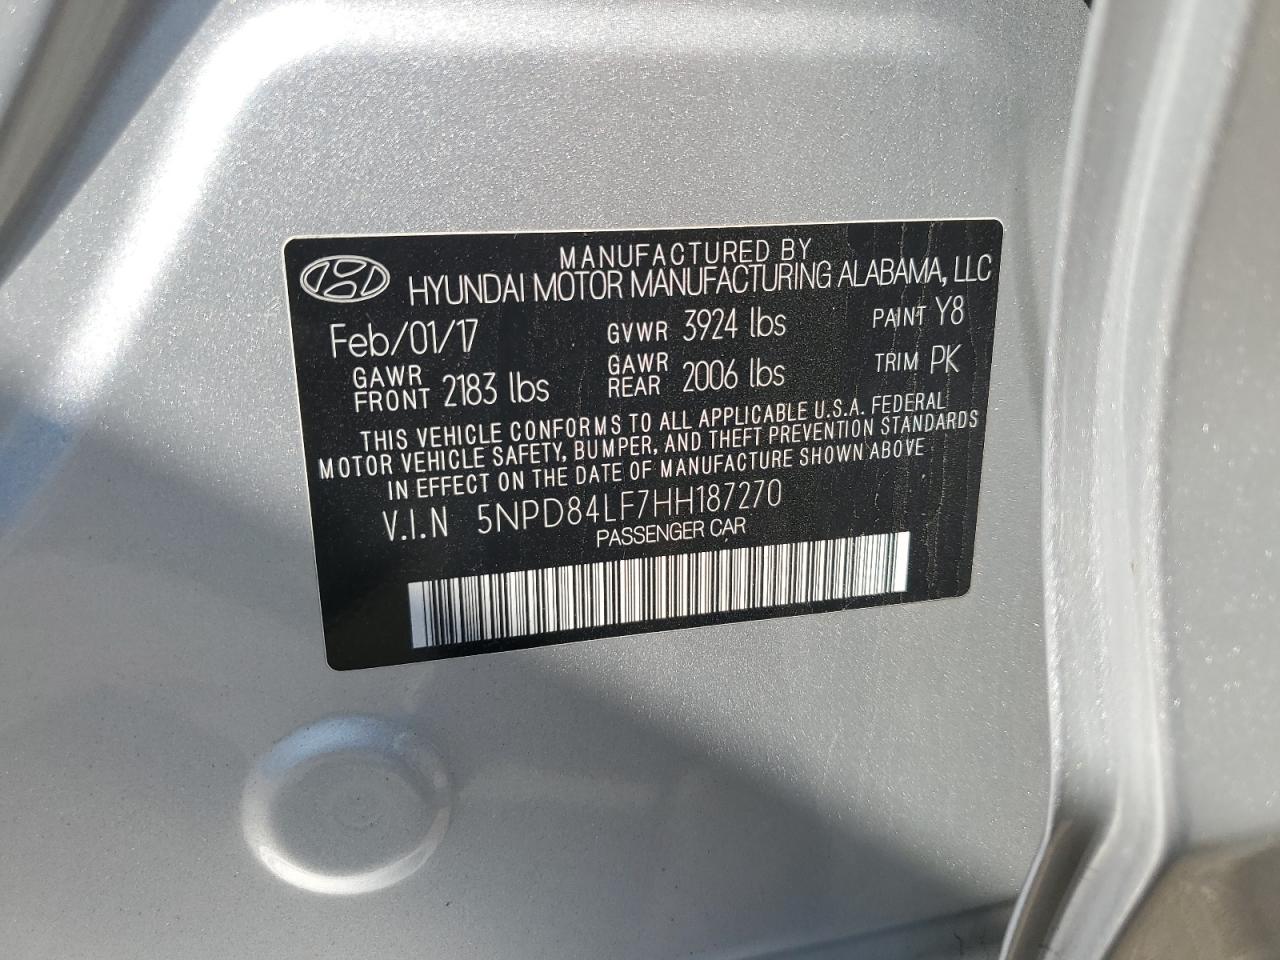 MANUFACTURED BY
HYUNDAI MOTOR MANUFACTURING ALABAMA, LLC
Feb/01/17 GVWR 3924 lbs PAINT Y8
GAWR FRONT 2183 lbs GAWR REAR 2006 lbs TRIM PK
THIS VEHICLE CONFORMS TO ALL APPLICABLE U.S.A. FEDERAL
MOTOR VEHICLE SAFETY, BUMPER, AND THEFT PREVENTION STANDARDS
IN EFFECT ON THE DATE OF MANUFACTURE SHOWN ABOVE
V.I.N 5NPD84LF7HH187270
PASSENGER CAR